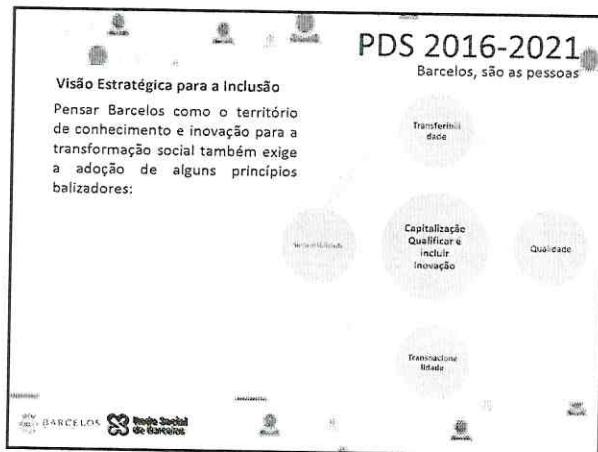 PDS 2016-2021
Barcelos, são as pessoas
Visão Estratégica para a Inclusão
Pensar Barcelos como o território
de conhecimento e inovação para a
transformação social também exige
a adoção de alguns princípios
balizadores:
Transferibili
dade
Capitalização
Qualificar e
incluir
Inovação
Qualidade
Transnaciona
lidade
BARCELOS
Rede Social
de Barcelos